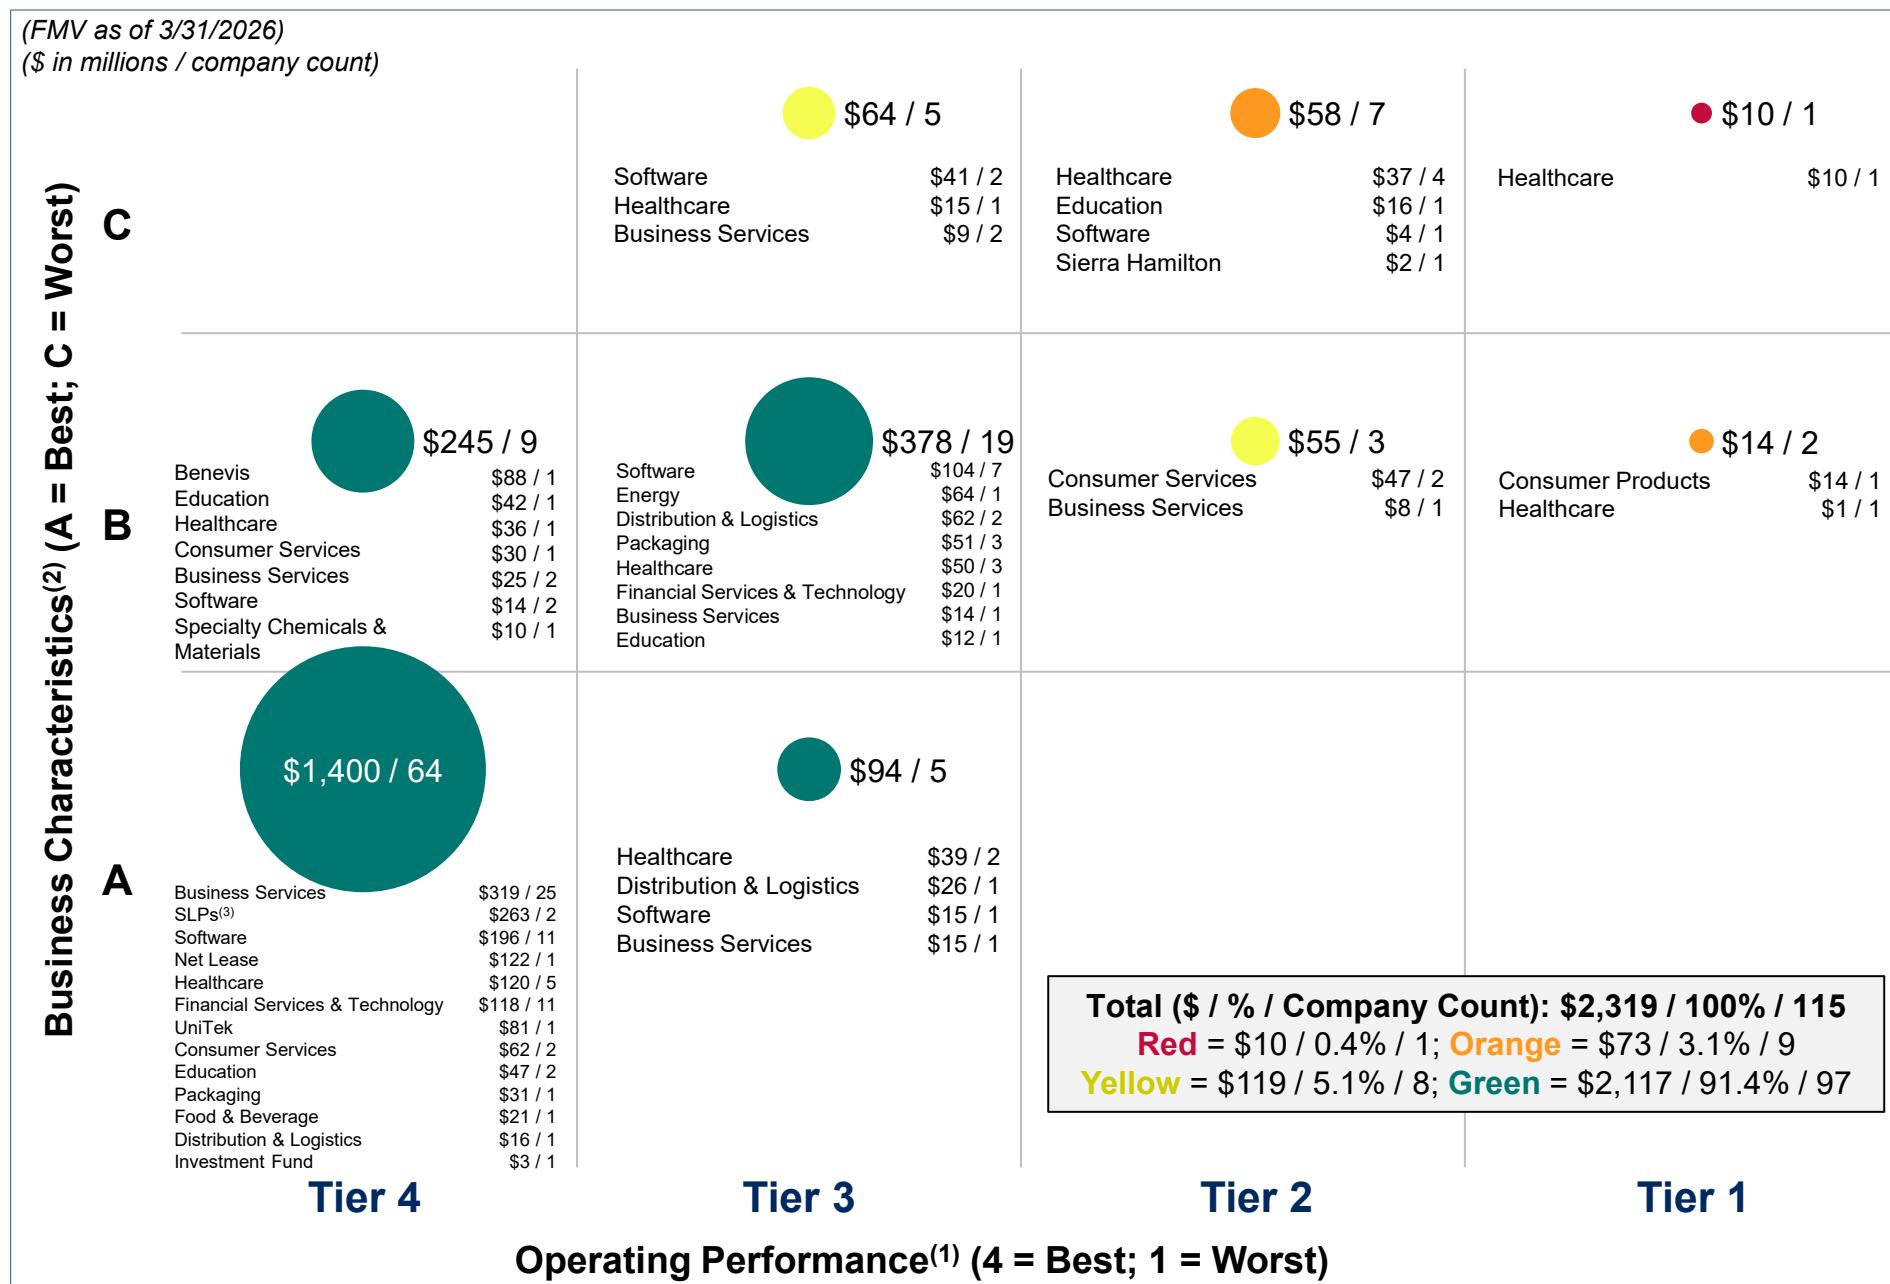 (FMV as of 3/31/2026)
($ in millions / company count)
Business Characteristics(2) (A = Best; C = Worst)
C
$64 / 5
Software $41 / 2
Healthcare $15 / 1
Business Services $9 / 2
$58 / 7
Healthcare $37 / 4
Education $16 / 1
Software $4 / 1
Sierra Hamilton $2 / 1
$10 / 1
Healthcare $10 / 1
B
$245 / 9
Benevis $88 / 1
Education $42 / 1
Healthcare $36 / 1
Consumer Services $30 / 1
Business Services $25 / 2
Software $14 / 2
Specialty Chemicals & $10 / 1
Materials
$378 / 19
Software $104 / 7
Energy $64 / 1
Distribution & Logistics $62 / 2
Packaging $51 / 3
Healthcare $50 / 3
Financial Services & Technology $20 / 1
Business Services $14 / 1
Education $12 / 1
$55 / 3
Consumer Services $47 / 2
Business Services $8 / 1
$14 / 2
Consumer Products $14 / 1
Healthcare $1 / 1
A
$1,400 / 64
Business Services $319 / 25
SLPs(3) $263 / 2
Software $196 / 11
Net Lease $122 / 1
Healthcare $120 / 5
Financial Services & Technology $118 / 11
UniTek $81 / 1
Consumer Services $62 / 2
Education $47 / 2
Packaging $31 / 1
Food & Beverage $21 / 1
Distribution & Logistics $16 / 1
Investment Fund $3 / 1
$94 / 5
Healthcare $39 / 2
Distribution & Logistics $26 / 1
Software $15 / 1
Business Services $15 / 1
Total ($ / % / Company Count): $2,319 / 100% / 115
Red = $10 / 0.4% / 1; Orange = $73 / 3.1% / 9
Yellow = $119 / 5.1% / 8; Green = $2,117 / 91.4% / 97
Tier 4 Tier 3 Tier 2 Tier 1
Operating Performance(1) (4 = Best; 1 = Worst)